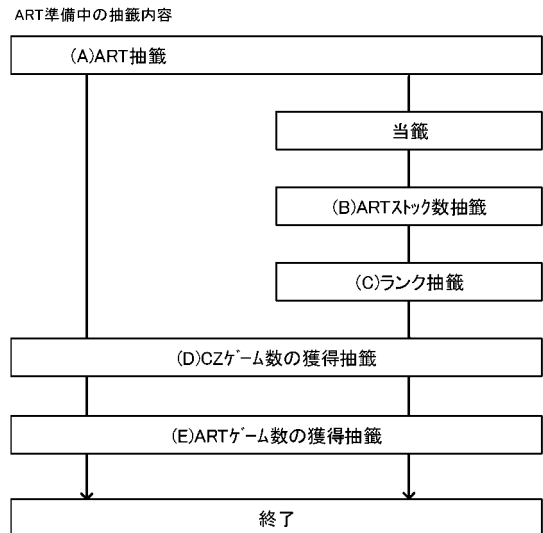 ART準備中の抽籤内容
(A)ART抽籤
当籤
(B)ARTｽﾄｯｸ数抽籤
(C)ランク抽籤
(D)CZｹﾞｰﾑ数の獲得抽籤
(E)ARTｹﾞｰﾑ数の獲得抽籤
終了